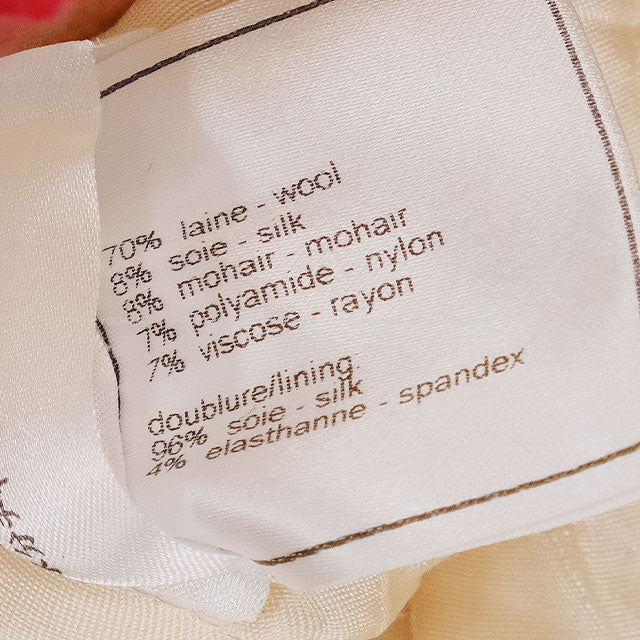 70% laine - wool
8% soie - silk
8% mohair - mohair
7% polyamide - nylon
7% viscose - rayon
doublure/lining
96% soie - silk
4% elasthanne - spandex